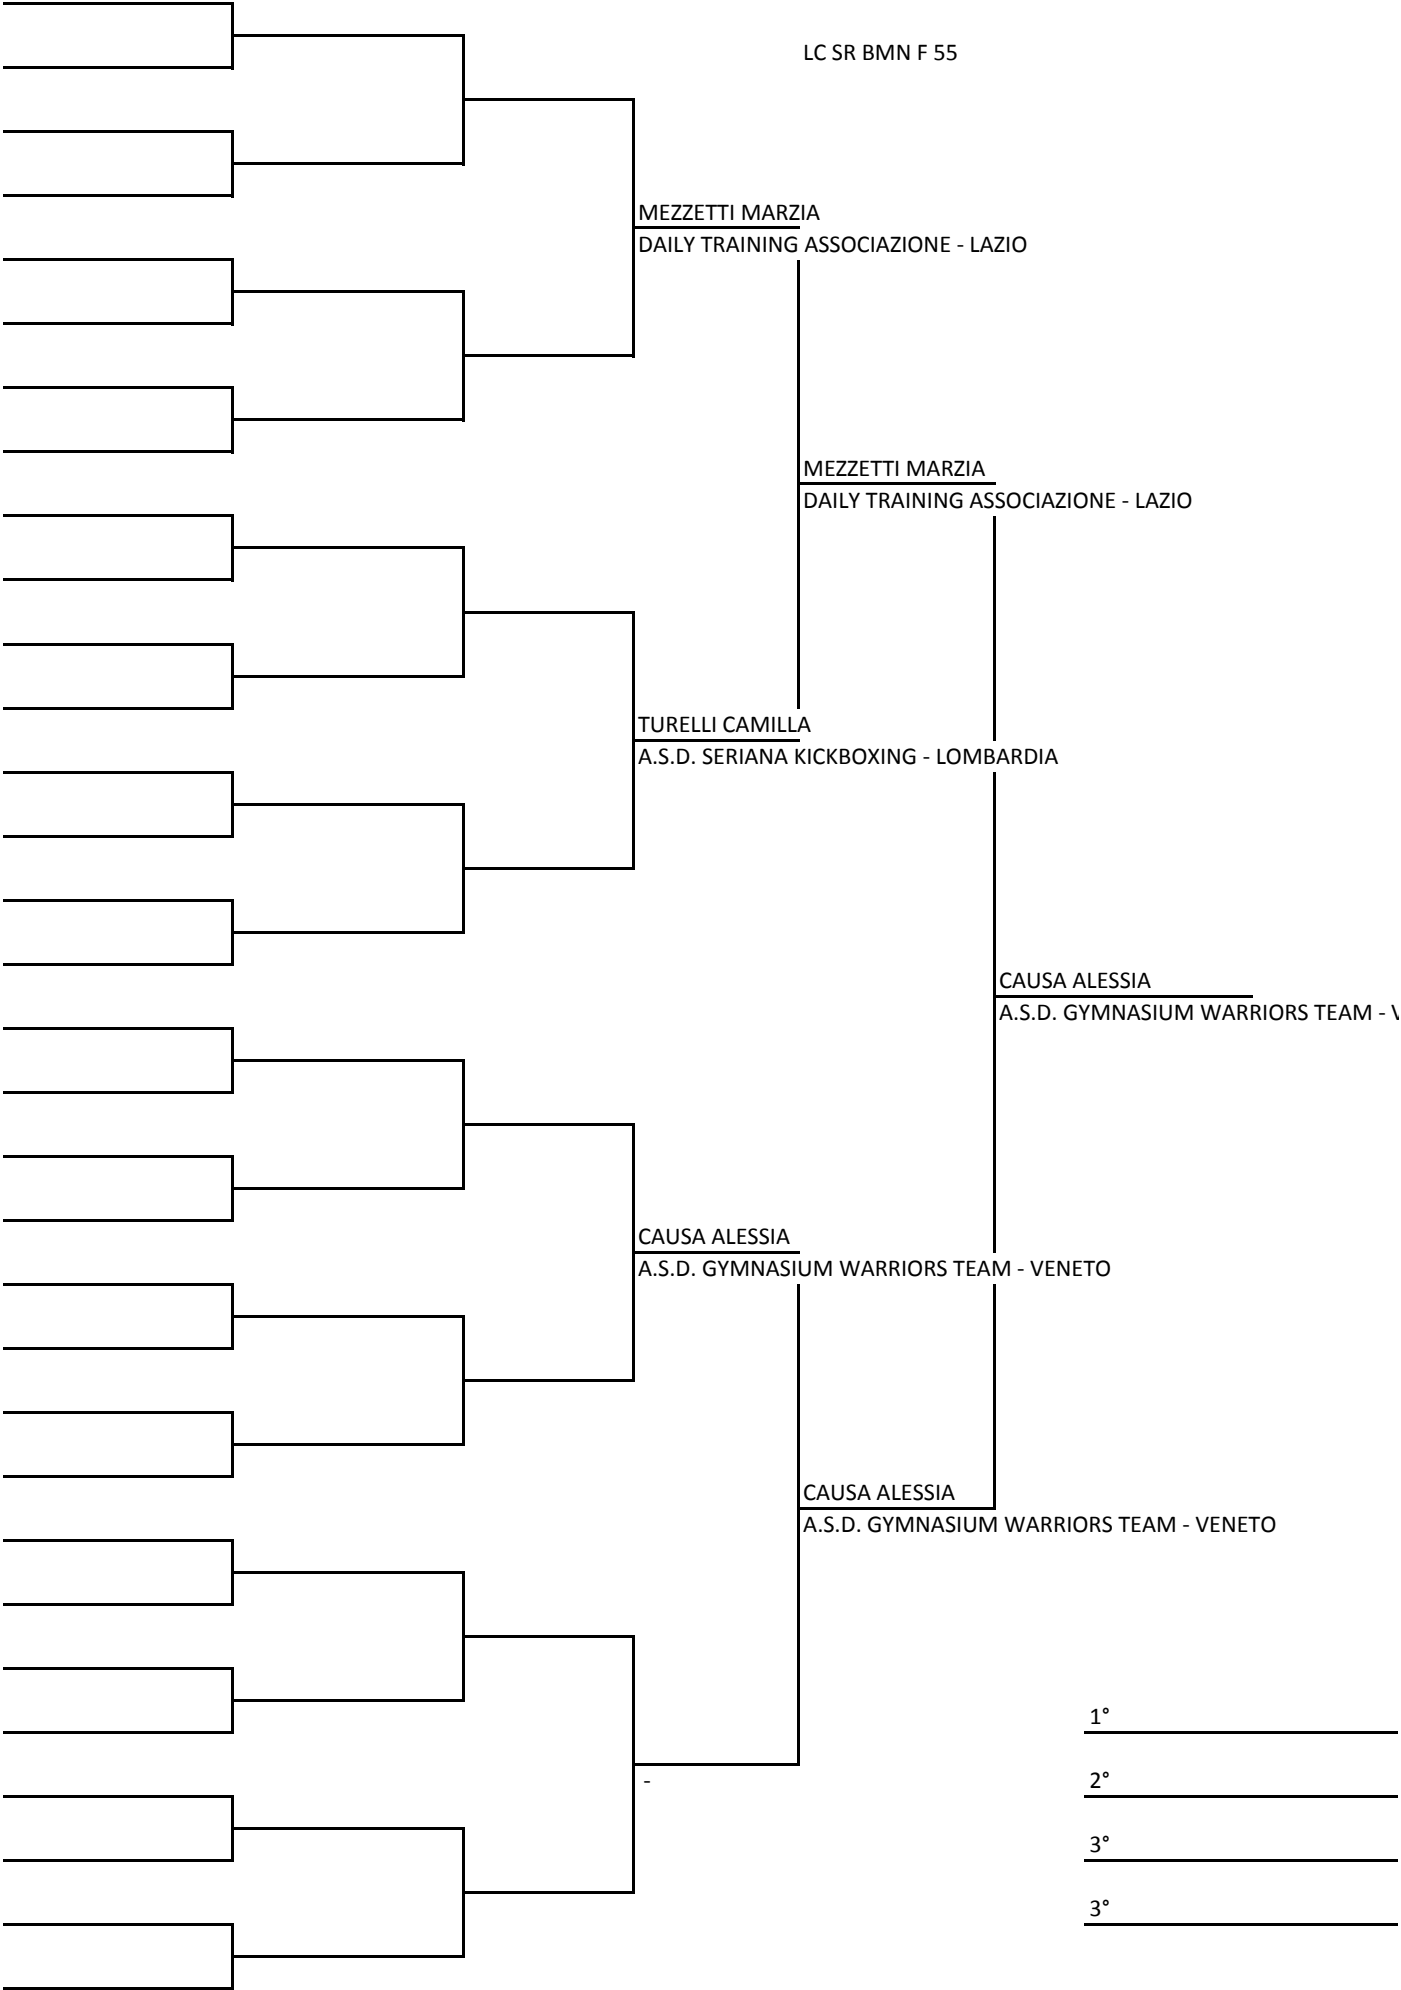 LC SR BMN F 55
MEZZETTI MARZIA
DAILY TRAINING ASSOCIAZIONE - LAZIO
MEZZETTI MARZIA
DAILY TRAINING ASSOCIAZIONE - LAZIO
TURELLI CAMILLA
A.S.D. SERIANA KICKBOXING - LOMBARDIA
CAUSA ALESSIA
A.S.D. GYMNASIUM WARRIORS TEAM -
CAUSA ALESSIA
A.S.D. GYMNASIUM WARRIORS TEAM - VENETO
CAUSA ALESSIA
A.S.D. GYMNASIUM WARRIORS TEAM - VENETO
1°
-
2°
3°
3°